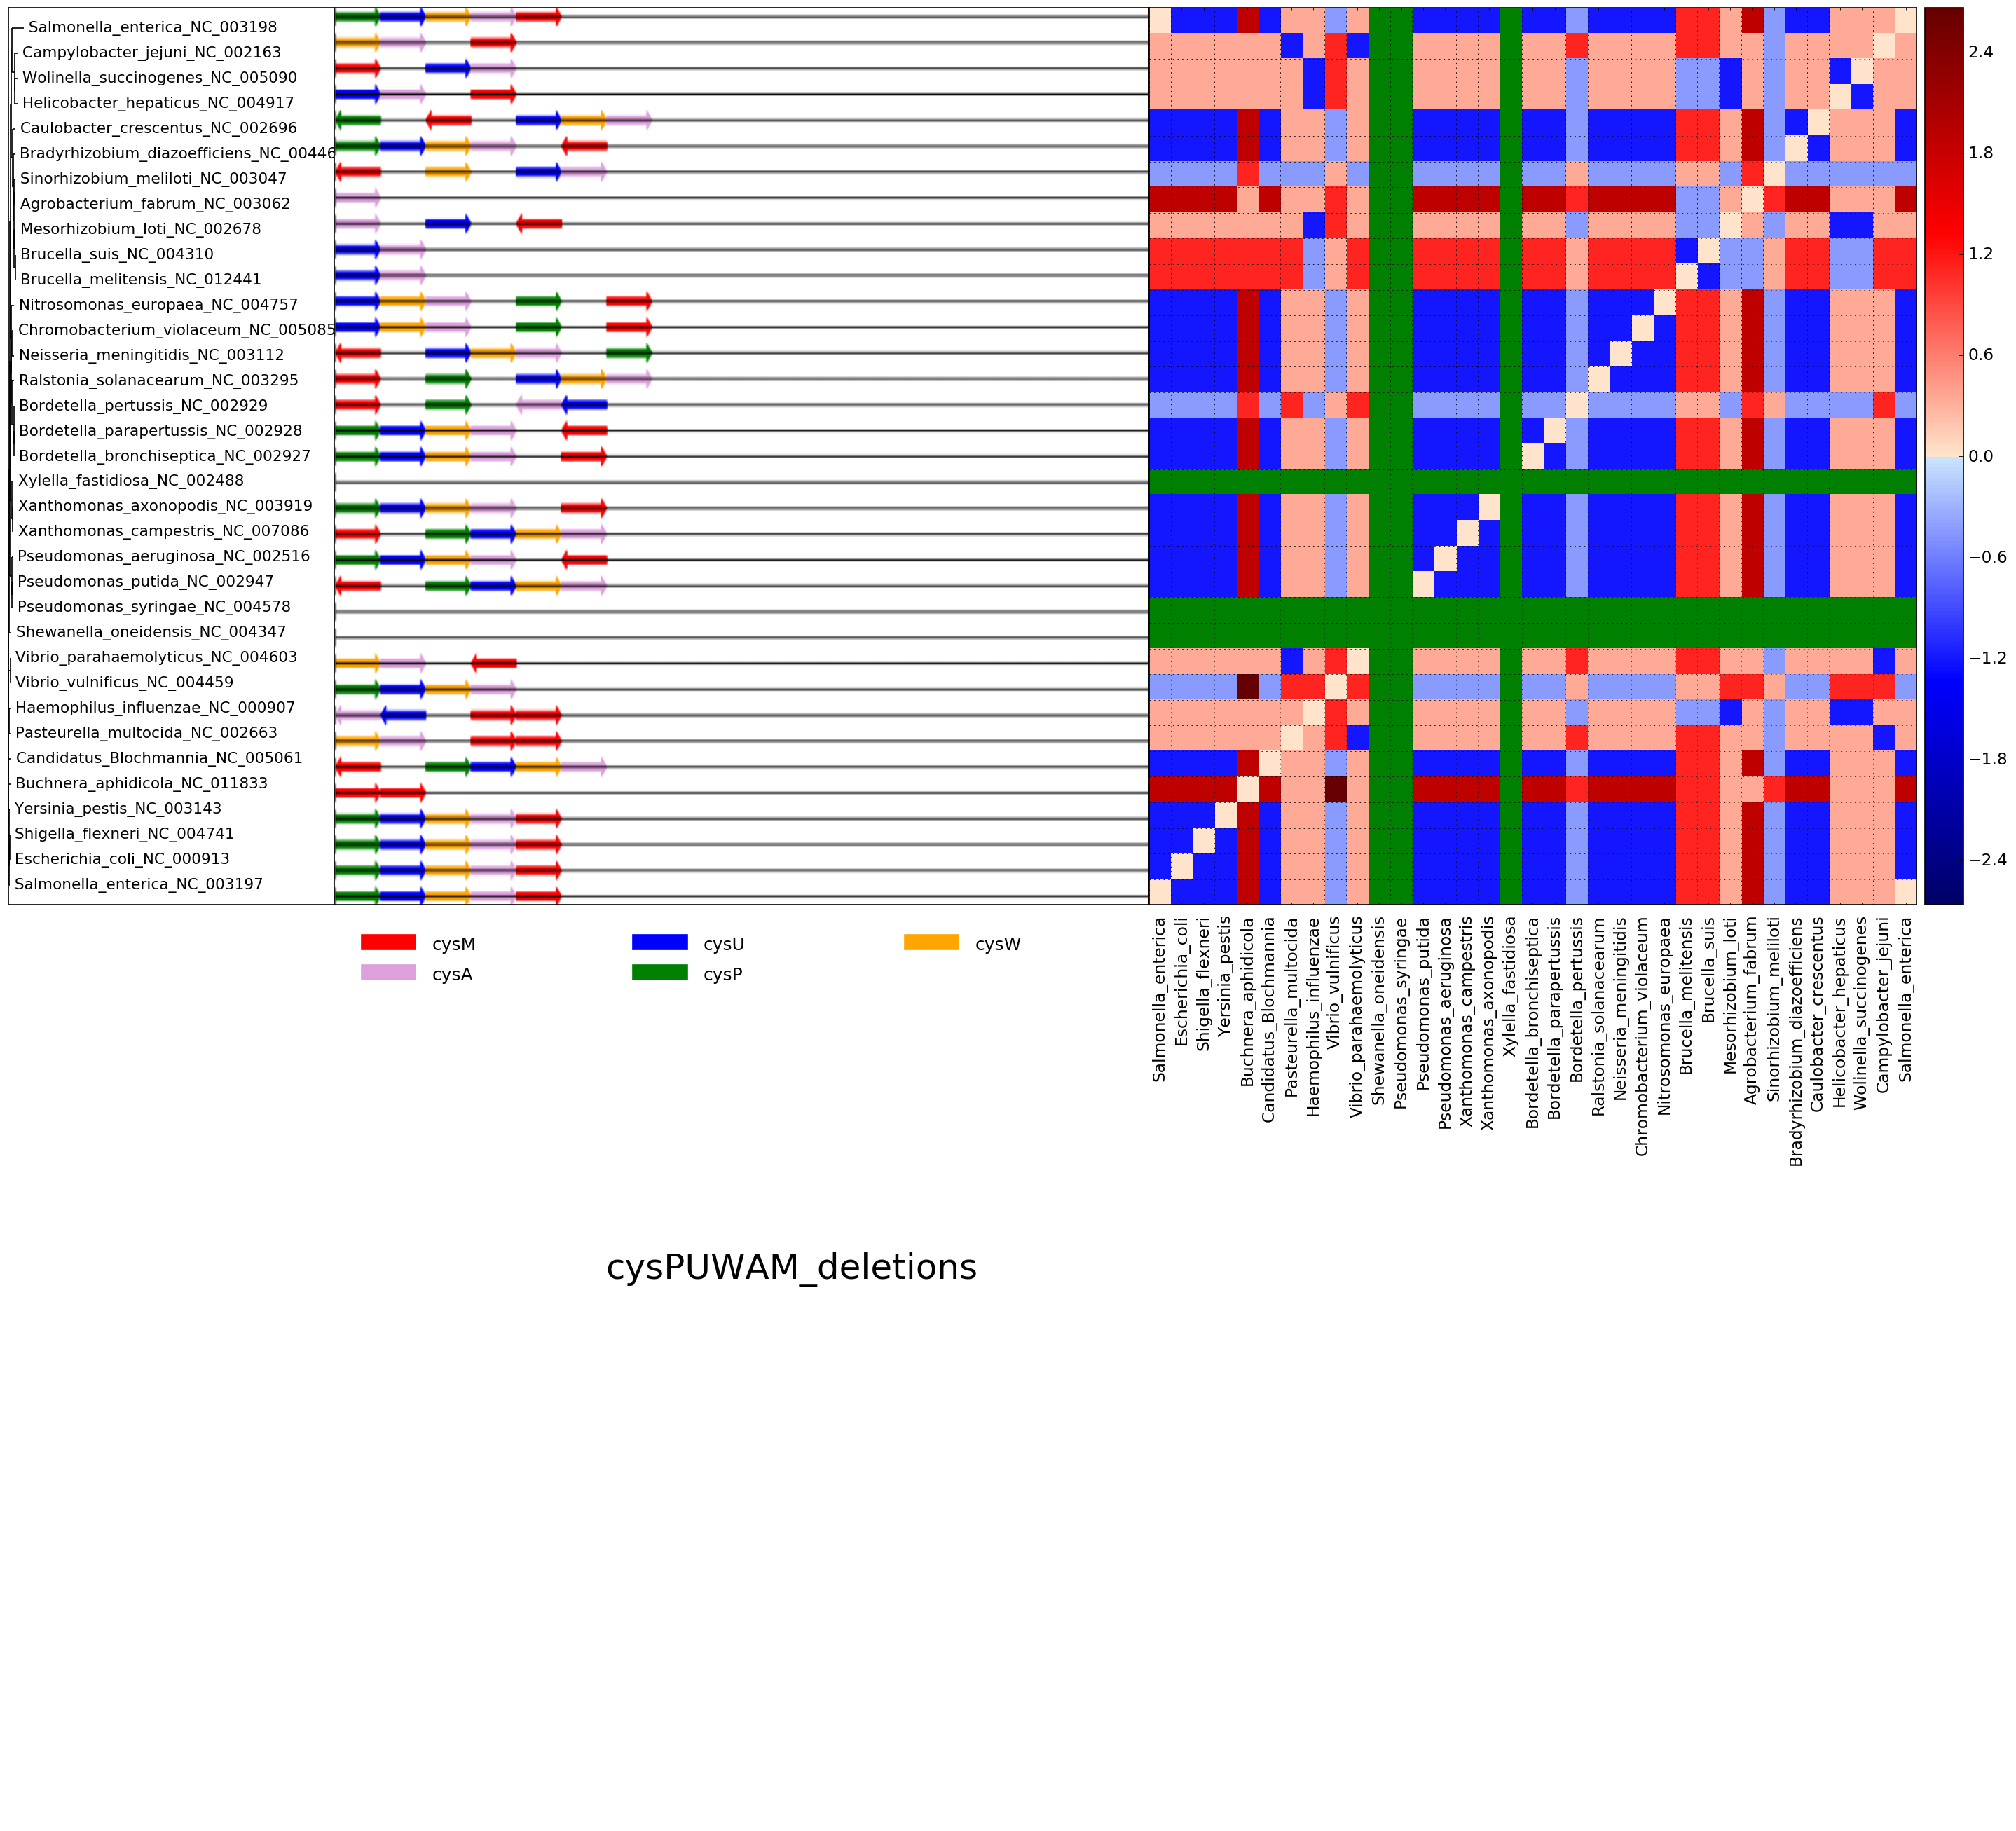 Salmonella_enterica_NC_003198
Campylobacter_jejuni_NC_002163
Wolinella_succinogenes_NC_005090
Helicobacter_hepaticus_NC_004917
Caulobacter_crescentus_NC_002696
Bradyrhizobium_diazoefficiens_NC_00446
Sinorhizobium_meliloti_NC_003047
Agrobacterium_fabrum_NC_003062
Mesorhizobium_loti_NC_002678
Brucella_suis_NC_004310
Brucella_melitensis_NC_012441
Nitrosomonas_europaea_NC_004757
Chromobacterium_violaceum_NC_005085
Neisseria_meningitidis_NC_003112
Ralstonia_solanacearum_NC_003295
Bordetella_pertussis_NC_002929
Bordetella_parapertussis_NC_002928
Bordetella_bronchiseptica_NC_002927
Xylella_fastidiosa_NC_002488
Xanthomonas_axonopodis_NC_003919
Xanthomonas_campestris_NC_007086
Pseudomonas_aeruginosa_NC_002516
Pseudomonas_putida_NC_002947
Pseudomonas_syringae_NC_004578
Shewanella_oneidensis_NC_004347
Vibrio_parahaemolyticus_NC_004603
Vibrio_vulnificus_NC_004459
Haemophilus_influenzae_NC_000907
Pasteurella_multocida_NC_002663
Candidatus_Blochmannia_NC_005061
Buchnera_aphidicola_NC_011833
Yersinia_pestis_NC_003143
Shigella_flexneri_NC_004741
Escherichia_coli_NC_000913
Salmonella_enterica_NC_003197
2.4
1.8
1.2
0.6
0.0
−0.6
−1.2
−1.8
−2.4
Salmonella_enterica
Escherichia_coli
Shigella_flexneri
Yersinia_pestis
Buchnera_aphidicola
Candidatus_Blochmannia
Pasteurella_multocida
Haemophilus_influenzae
Vibrio_vulnificus
Vibrio_parahaemolyticus
Shewanella_oneidensis
Pseudomonas_syringae
Pseudomonas_putida
Pseudomonas_aeruginosa
Xanthomonas_campestris
Xanthomonas_axonopodis
Xylella_fastidiosa
Bordetella_bronchiseptica
Bordetella_parapertussis
Bordetella_pertussis
Ralstonia_solanacearum
Neisseria_meningitidis
Chromobacterium_violaceum
Nitrosomonas_europaea
Brucella_melitensis
Brucella_suis
Mesorhizobium_loti
Agrobacterium_fabrum
Sinorhizobium_meliloti
Bradyrhizobium_diazoefficiens
Caulobacter_crescentus
Helicobacter_hepaticus
Wolinella_succinogenes
Campylobacter_jejuni
Salmonella_enterica
cysM cysU cysW
cysA cysP
cysPUWAM_deletions